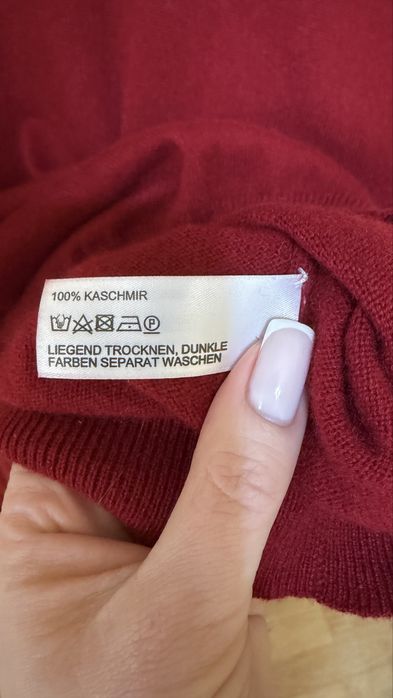 100% KASCHMIR
LIEGEND TROCKNEN, DUNKLE
FARBEN SEPARAT WASCHEN